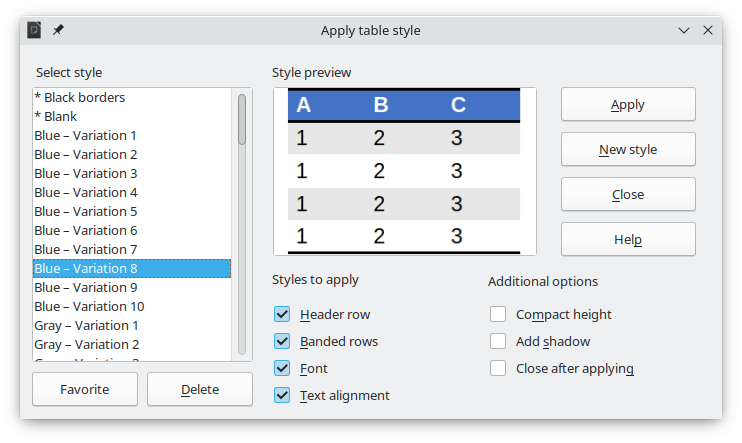 Apply table style
Select style
* Black borders
* Blank
Blue – Variation 1
Blue – Variation 2
Blue – Variation 3
Blue – Variation 4
Blue – Variation 5
Blue – Variation 6
Blue – Variation 7
Blue – Variation 8
Blue – Variation 9
Blue – Variation 10
Gray – Variation 1
Gray – Variation 2
Favorite
Delete
Style preview
A B C
1 2 3
1 2 3
1 2 3
1 2 3
Styles to apply
Header row
Banded rows
Font
Text alignment
Additional options
Compact height
Add shadow
Close after applying
Apply
New style
Close
Help